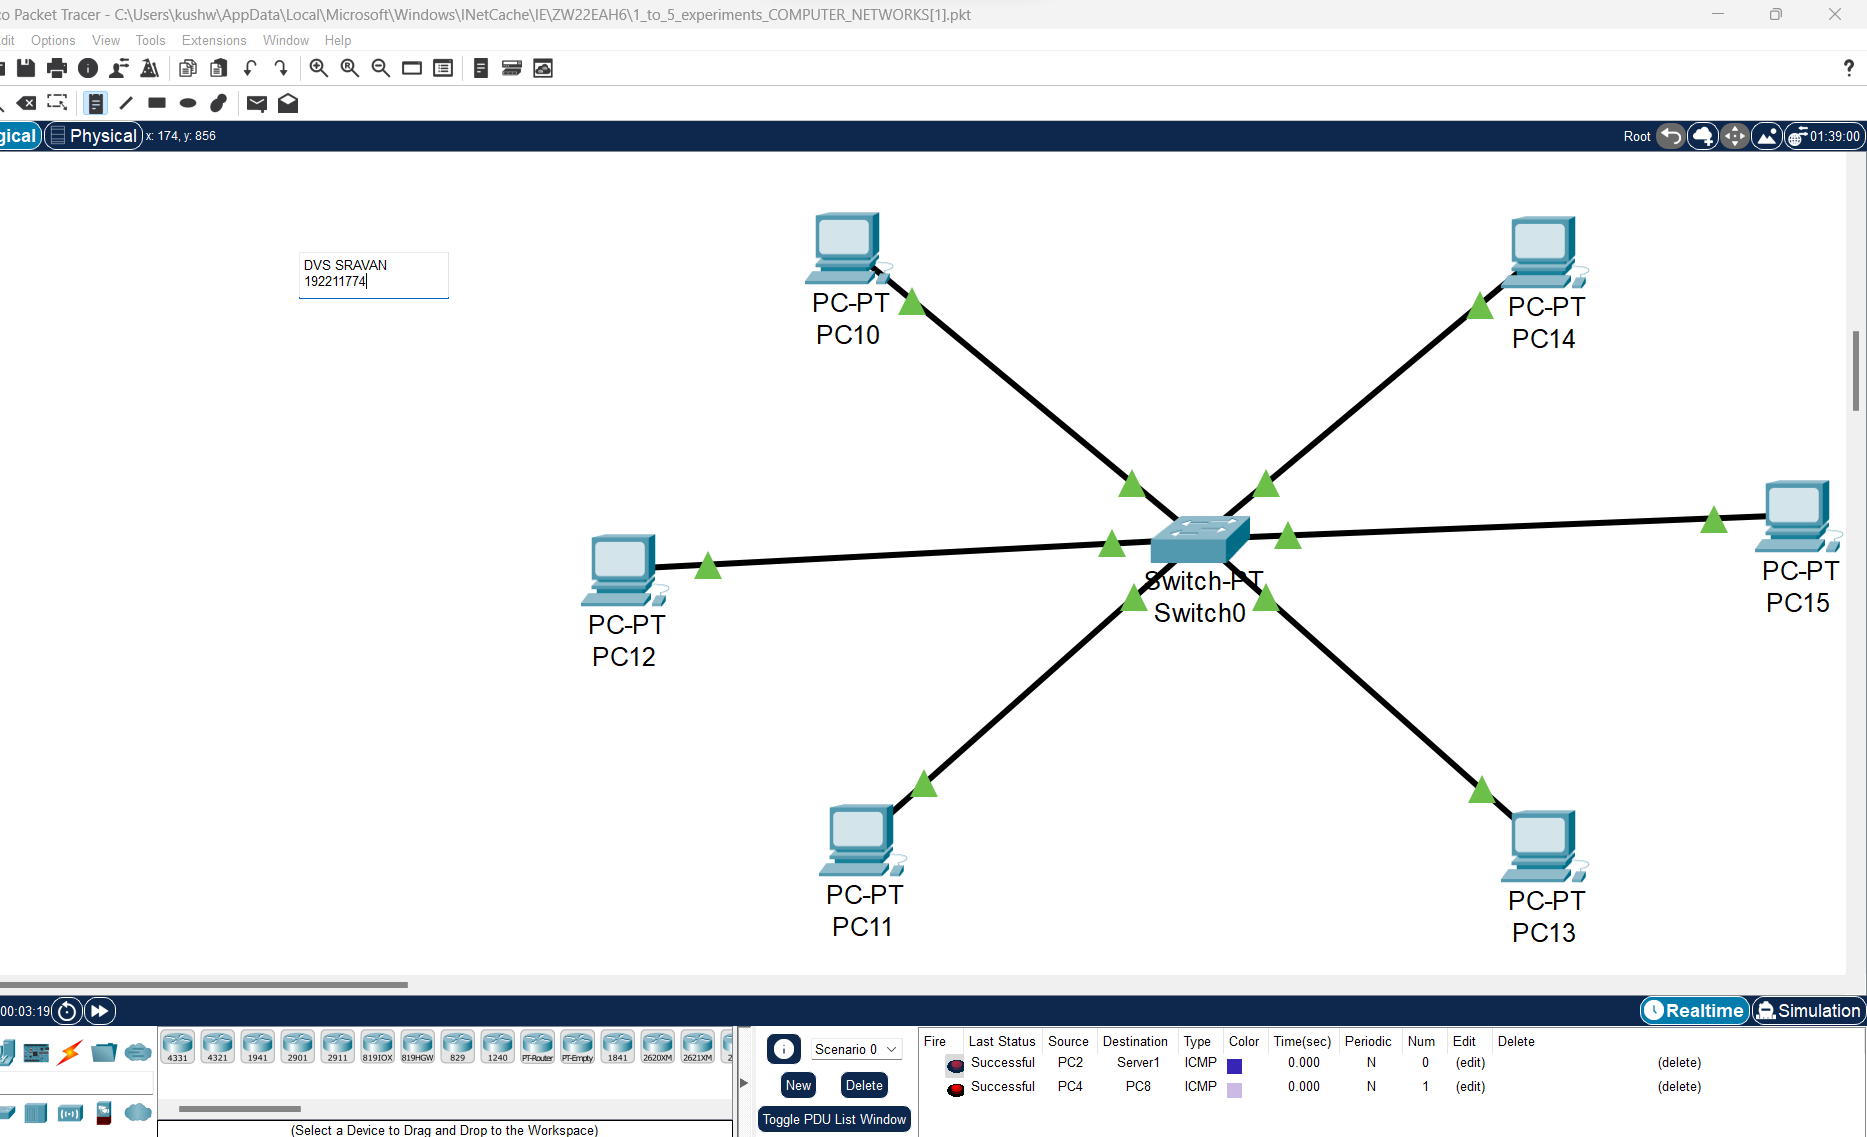 co Packet Tracer - C:\Users\kushw\AppData\Local\Microsoft\Windows\INetCache\IE\ZW22EAH6\1_to_5_experiments_COMPUTER_NETWORKS[1].pkt
dit Options View Tools Extensions Window Help
?
gical Physical x: 174, y: 856 Root 01:39:00
DVS SRAVAN
192211774
PC-PT
PC10
PC-PT
PC14
PC-PT
PC15
Switch-PT
Switch0
PC-PT
PC12
PC-PT
PC11
PC-PT
PC13
00:03:19 Realtime Simulation
4331 4321 1941 2901 2911 819IOX 819HGW 829 1240 PT-Router PT-Empty 1841 2620XM 2621XM 2
(Select a Device to Drag and Drop to the Workspace)
Scenario 0
New Delete
Toggle PDU List Window
Fire Last Status Source Destination Type Color Time(sec) Periodic Num Edit Delete
Successful PC2 Server1 ICMP 0.000 N 0 (edit) (delete)
Successful PC4 PC8 ICMP 0.000 N 1 (edit) (delete)